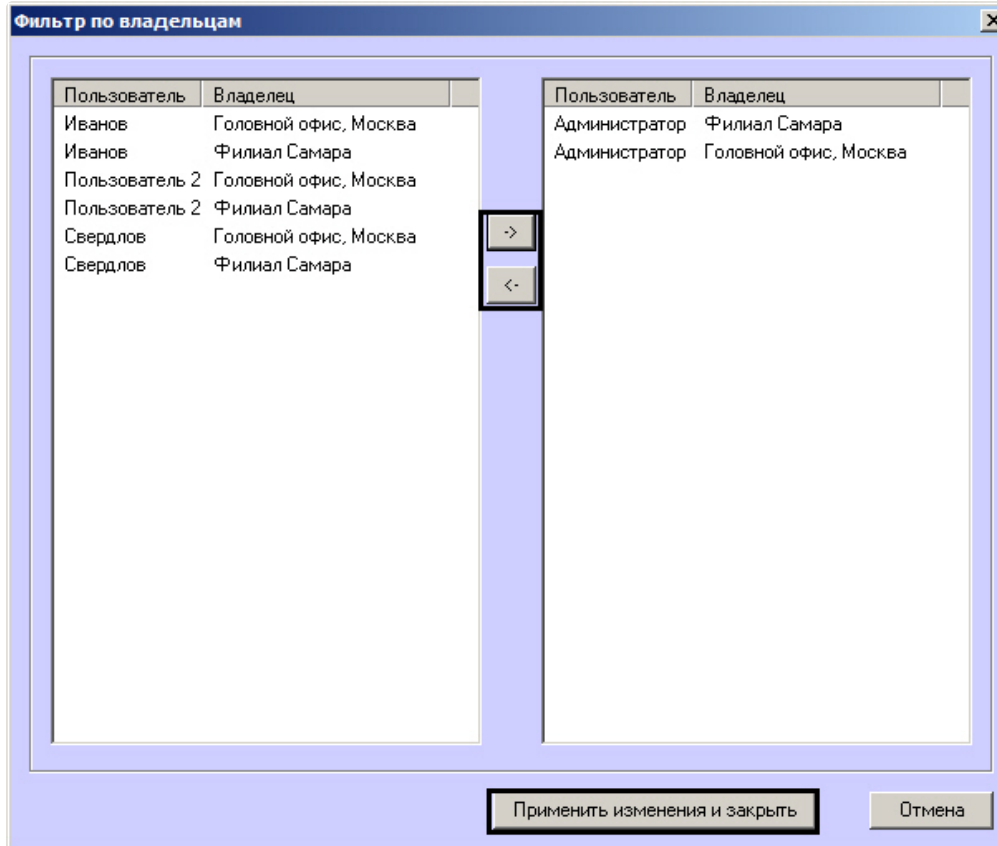 Фильтр по владельцам
Пользователь Владелец
Иванов Головной офис, Москва
Иванов Филиал Самара
Пользователь 2 Головной офис, Москва
Пользователь 2 Филиал Самара
Свердлов Головной офис, Москва
Свердлов Филиал Самара
->
<-
Пользователь Владелец
Администратор Филиал Самара
Администратор Головной офис, Москва
Применить изменения и закрыть
Отмена